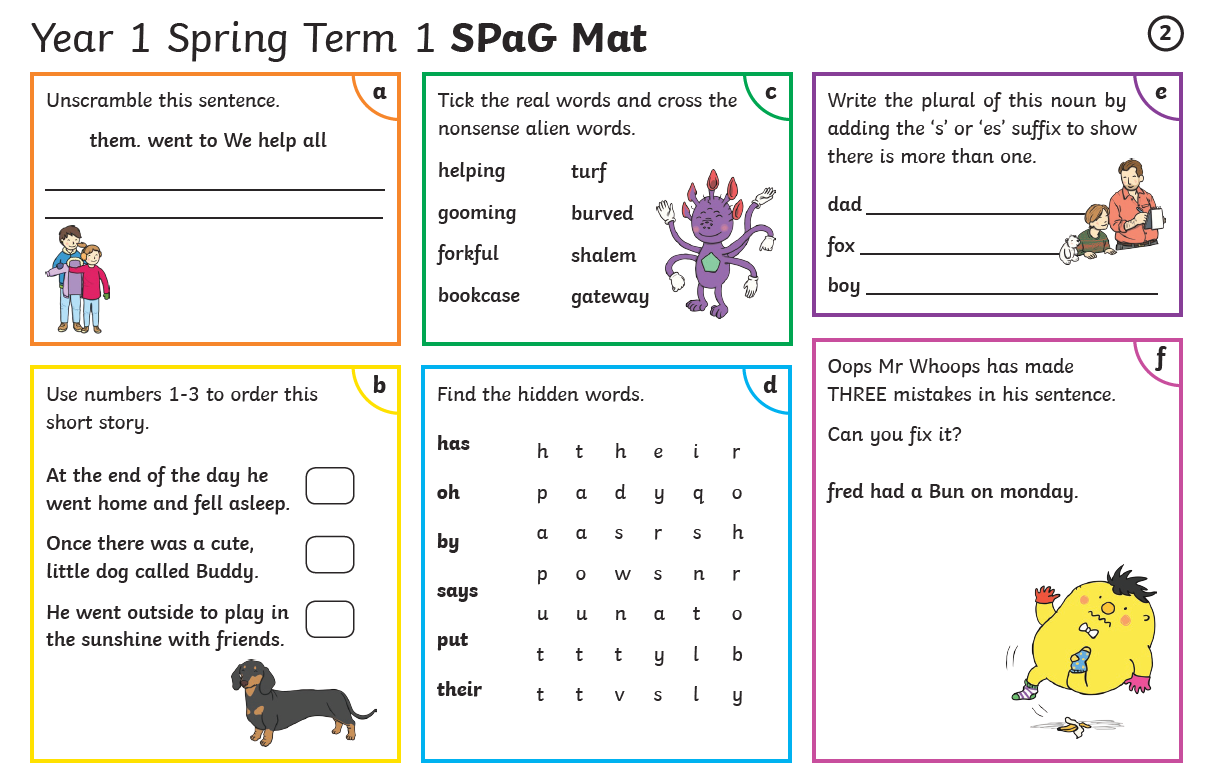 Year 1 Spring Term 1 SPaG Mat
2
a
Unscramble this sentence.
them. went to We help all
b
Use numbers 1-3 to order this
short story.
At the end of the day he
went home and fell asleep.
Once there was a cute,
little dog called Buddy.
He went outside to play in
the sunshine with friends.
c
Tick the real words and cross the
nonsense alien words.
helping turf
gooming burved
forkful shalem
bookcase gateway
d
Find the hidden words.
has
oh
by
says
put
their
h t h e i r
p a d y q o
a a s r s h
p o w s n r
u u n a t o
t t t y l b
t t v s l y
e
Write the plural of this noun by
adding the ‘s’ or ‘es’ suffix to show
there is more than one.
dad
fox
boy
f
Oops Mr Whoops has made
THREE mistakes in his sentence.
Can you fix it?
fred had a Bun on monday.